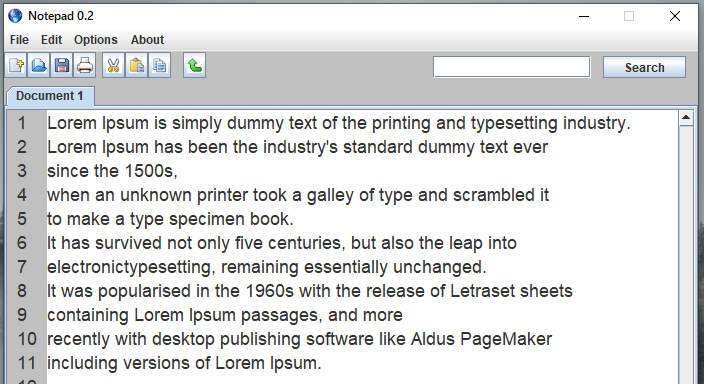 Notepad 0.2
File Edit Options About
Search
Document 1
1 Lorem Ipsum is simply dummy text of the printing and typesetting industry.
2 Lorem Ipsum has been the industry's standard dummy text ever
3 since the 1500s,
4 when an unknown printer took a galley of type and scrambled it
5 to make a type specimen book.
6 It has survived not only five centuries, but also the leap into
7 electronictypesetting, remaining essentially unchanged.
8 It was popularised in the 1960s with the release of Letraset sheets
9 containing Lorem Ipsum passages, and more
10 recently with desktop publishing software like Aldus PageMaker
11 including versions of Lorem Ipsum.